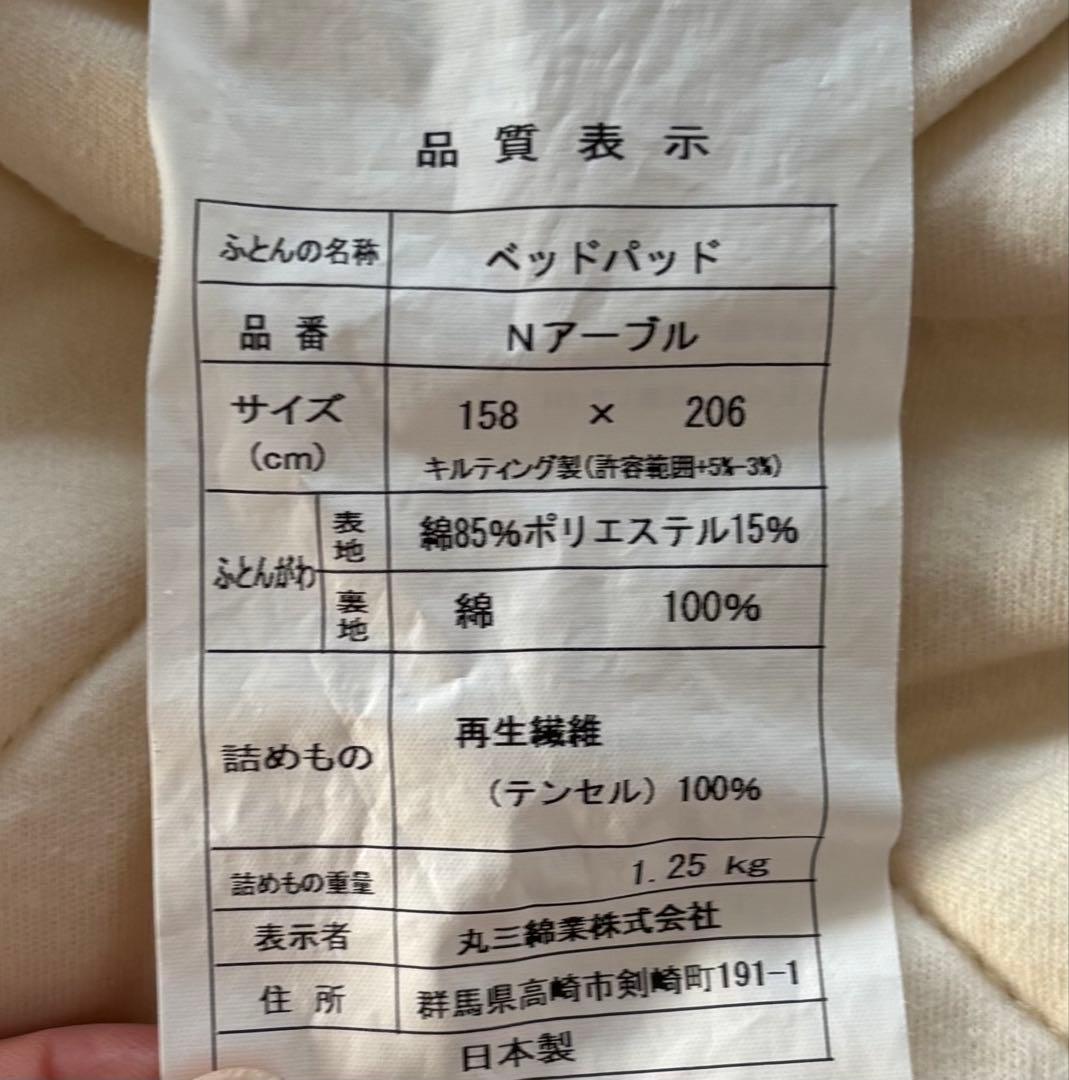 品質表示
ふとんの名称 ベッドパッド
品番 Nアーブル
サイズ 158 × 206
(cm) キルティング製(許容範囲+5%-3%)
ふとんがわ 表地 綿85%ポリエステル15%
裏地 綿 100%
詰めもの 再生繊維
(テンセル) 100%
詰めもの重量 1.25 kg
表示者 丸三綿業株式会社
住所 群馬県高崎市剣崎町191-1
日本製